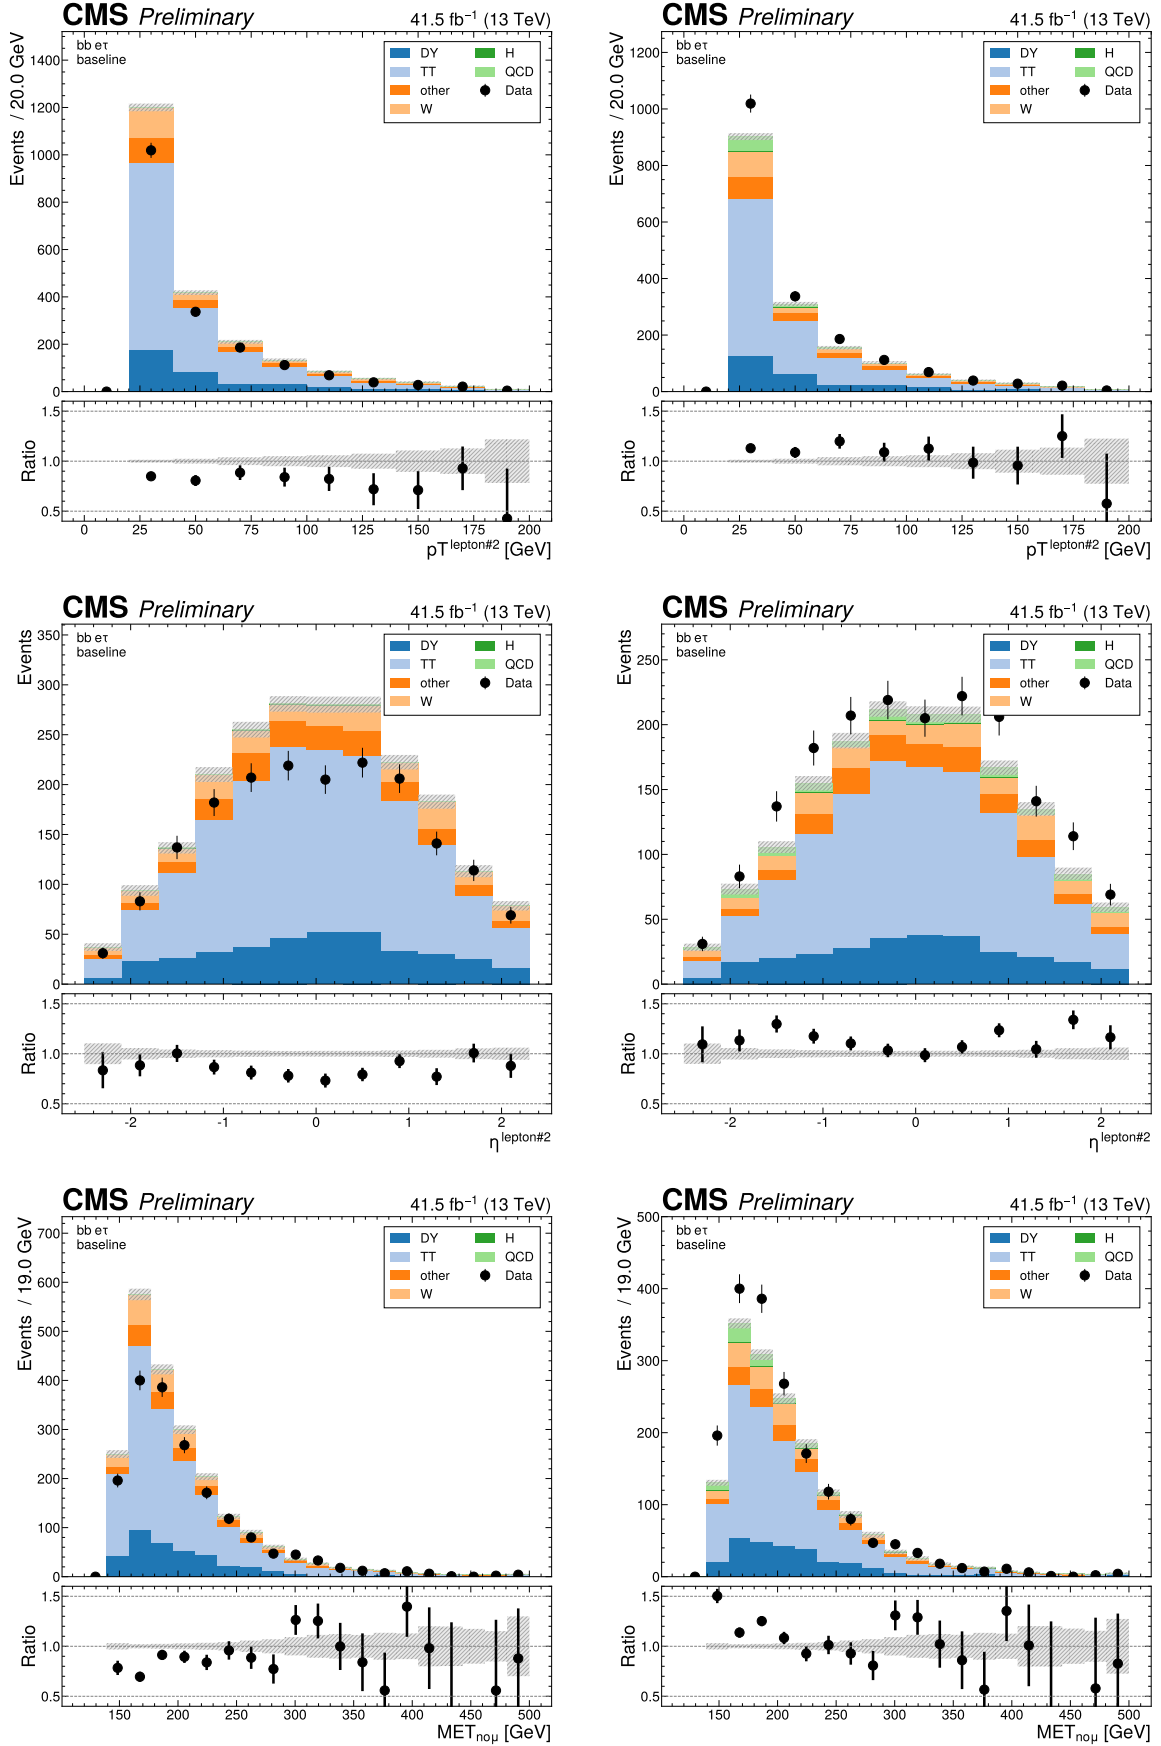 CMS Preliminary 41.5 fb⁻¹ (13 TeV)
bb eτ
baseline
DY
TT
other
W
H
QCD
Data
Events / 20.0 GeV
1400
1200
1000
800
600
400
200
0
Ratio
1.5
1.0
0.5
0 25 50 75 100 125 150 175 200
pT^lepton#2 [GeV]
CMS Preliminary 41.5 fb⁻¹ (13 TeV)
bb eτ
baseline
DY
TT
other
W
H
QCD
Data
Events / 20.0 GeV
1200
1000
800
600
400
200
0
Ratio
1.5
1.0
0.5
0 25 50 75 100 125 150 175 200
pT^lepton#2 [GeV]
CMS Preliminary 41.5 fb⁻¹ (13 TeV)
bb eτ
baseline
DY
TT
other
W
H
QCD
Data
Events
350
300
250
200
150
100
50
0
Ratio
1.5
1.0
0.5
-2 -1 0 1 2
η^lepton#2
CMS Preliminary 41.5 fb⁻¹ (13 TeV)
bb eτ
baseline
DY
TT
other
W
H
QCD
Data
Events
250
200
150
100
50
0
Ratio
1.5
1.0
0.5
-2 -1 0 1 2
η^lepton#2
CMS Preliminary 41.5 fb⁻¹ (13 TeV)
bb eτ
baseline
DY
TT
other
W
H
QCD
Data
Events / 19.0 GeV
700
600
500
400
300
200
100
0
Ratio
1.5
1.0
0.5
150 200 250 300 350 400 450 500
MET_noμ [GeV]
CMS Preliminary 41.5 fb⁻¹ (13 TeV)
bb eτ
baseline
DY
TT
other
W
H
QCD
Data
Events / 19.0 GeV
500
400
300
200
100
0
Ratio
1.5
1.0
0.5
150 200 250 300 350 400 450 500
MET_noμ [GeV]